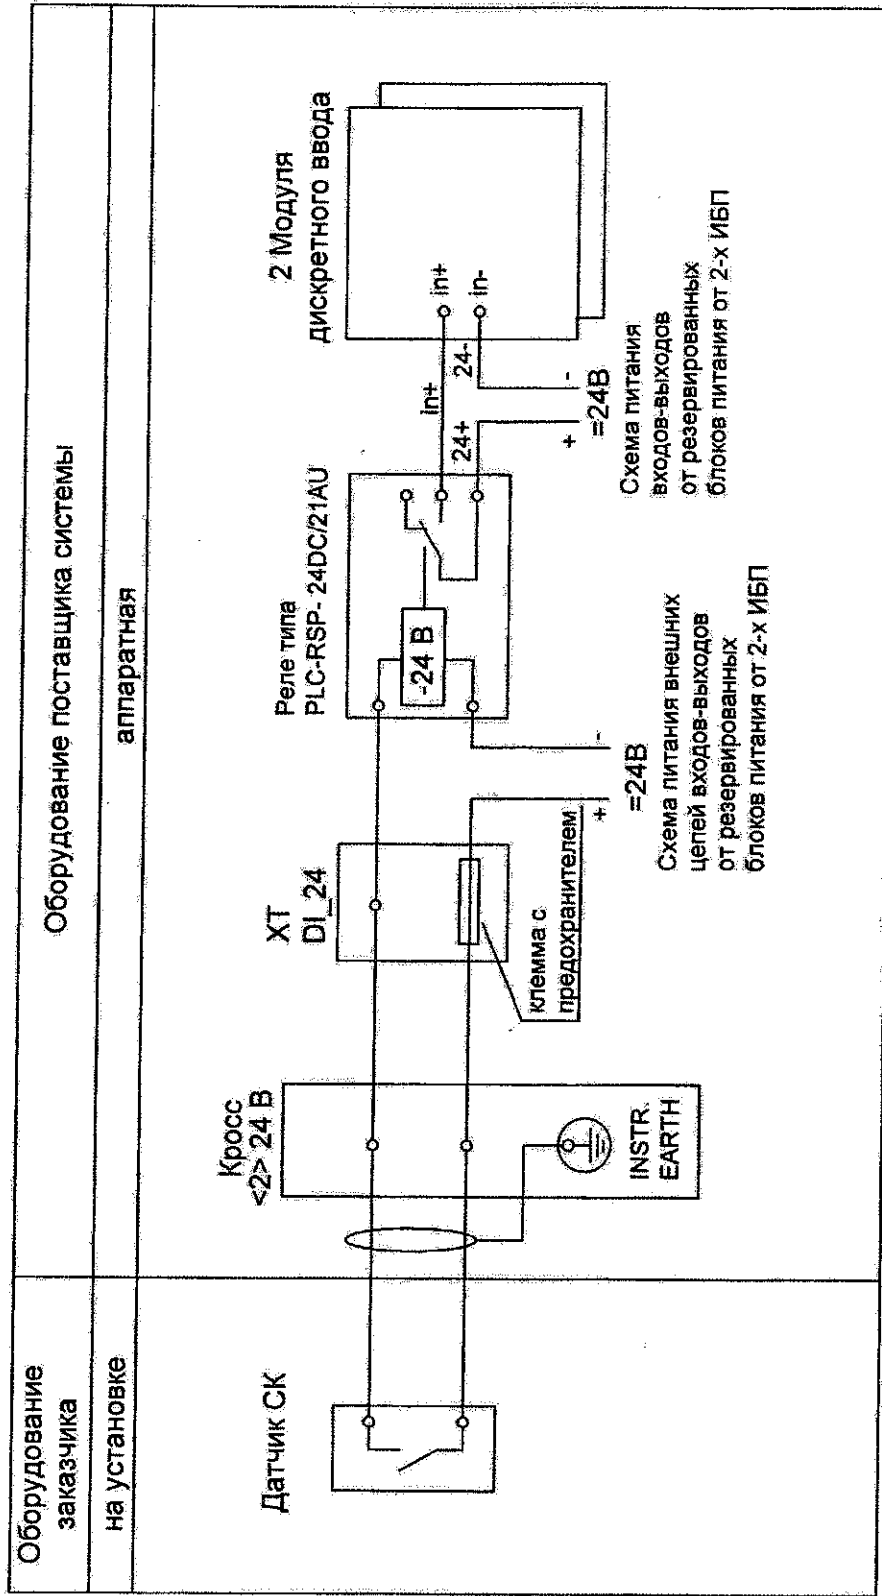 Оборудование
заказчика
Оборудование поставщика системы
на установке
аппаратная
Датчик СК
Кросс
<2> 24 В
INSTR.
EARTH
XT
DI_24
клемма с
предохранителем
Реле типа
PLC-RSP- 24DC/21AU
-24 В
+
-
=24В
Схема питания внешних
цепей входов-выходов
от резервированных
блоков питания от 2-х ИБП
2 Модуля
дискретного ввода
in+
in+
24+
24-
in-
+
-
=24В
Схема питания
входов-выходов
от резервированных
блоков питания от 2-х ИБП